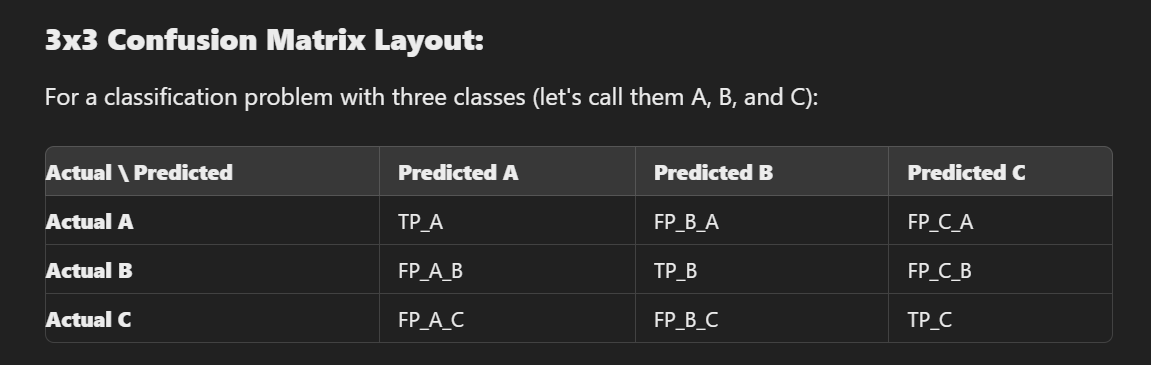 3x3 Confusion Matrix Layout:
For a classification problem with three classes (let's call them A, B, and C):
Actual \ Predicted Predicted A Predicted B Predicted C
Actual A TP_A FP_B_A FP_C_A
Actual B FP_A_B TP_B FP_C_B
Actual C FP_A_C FP_B_C TP_C